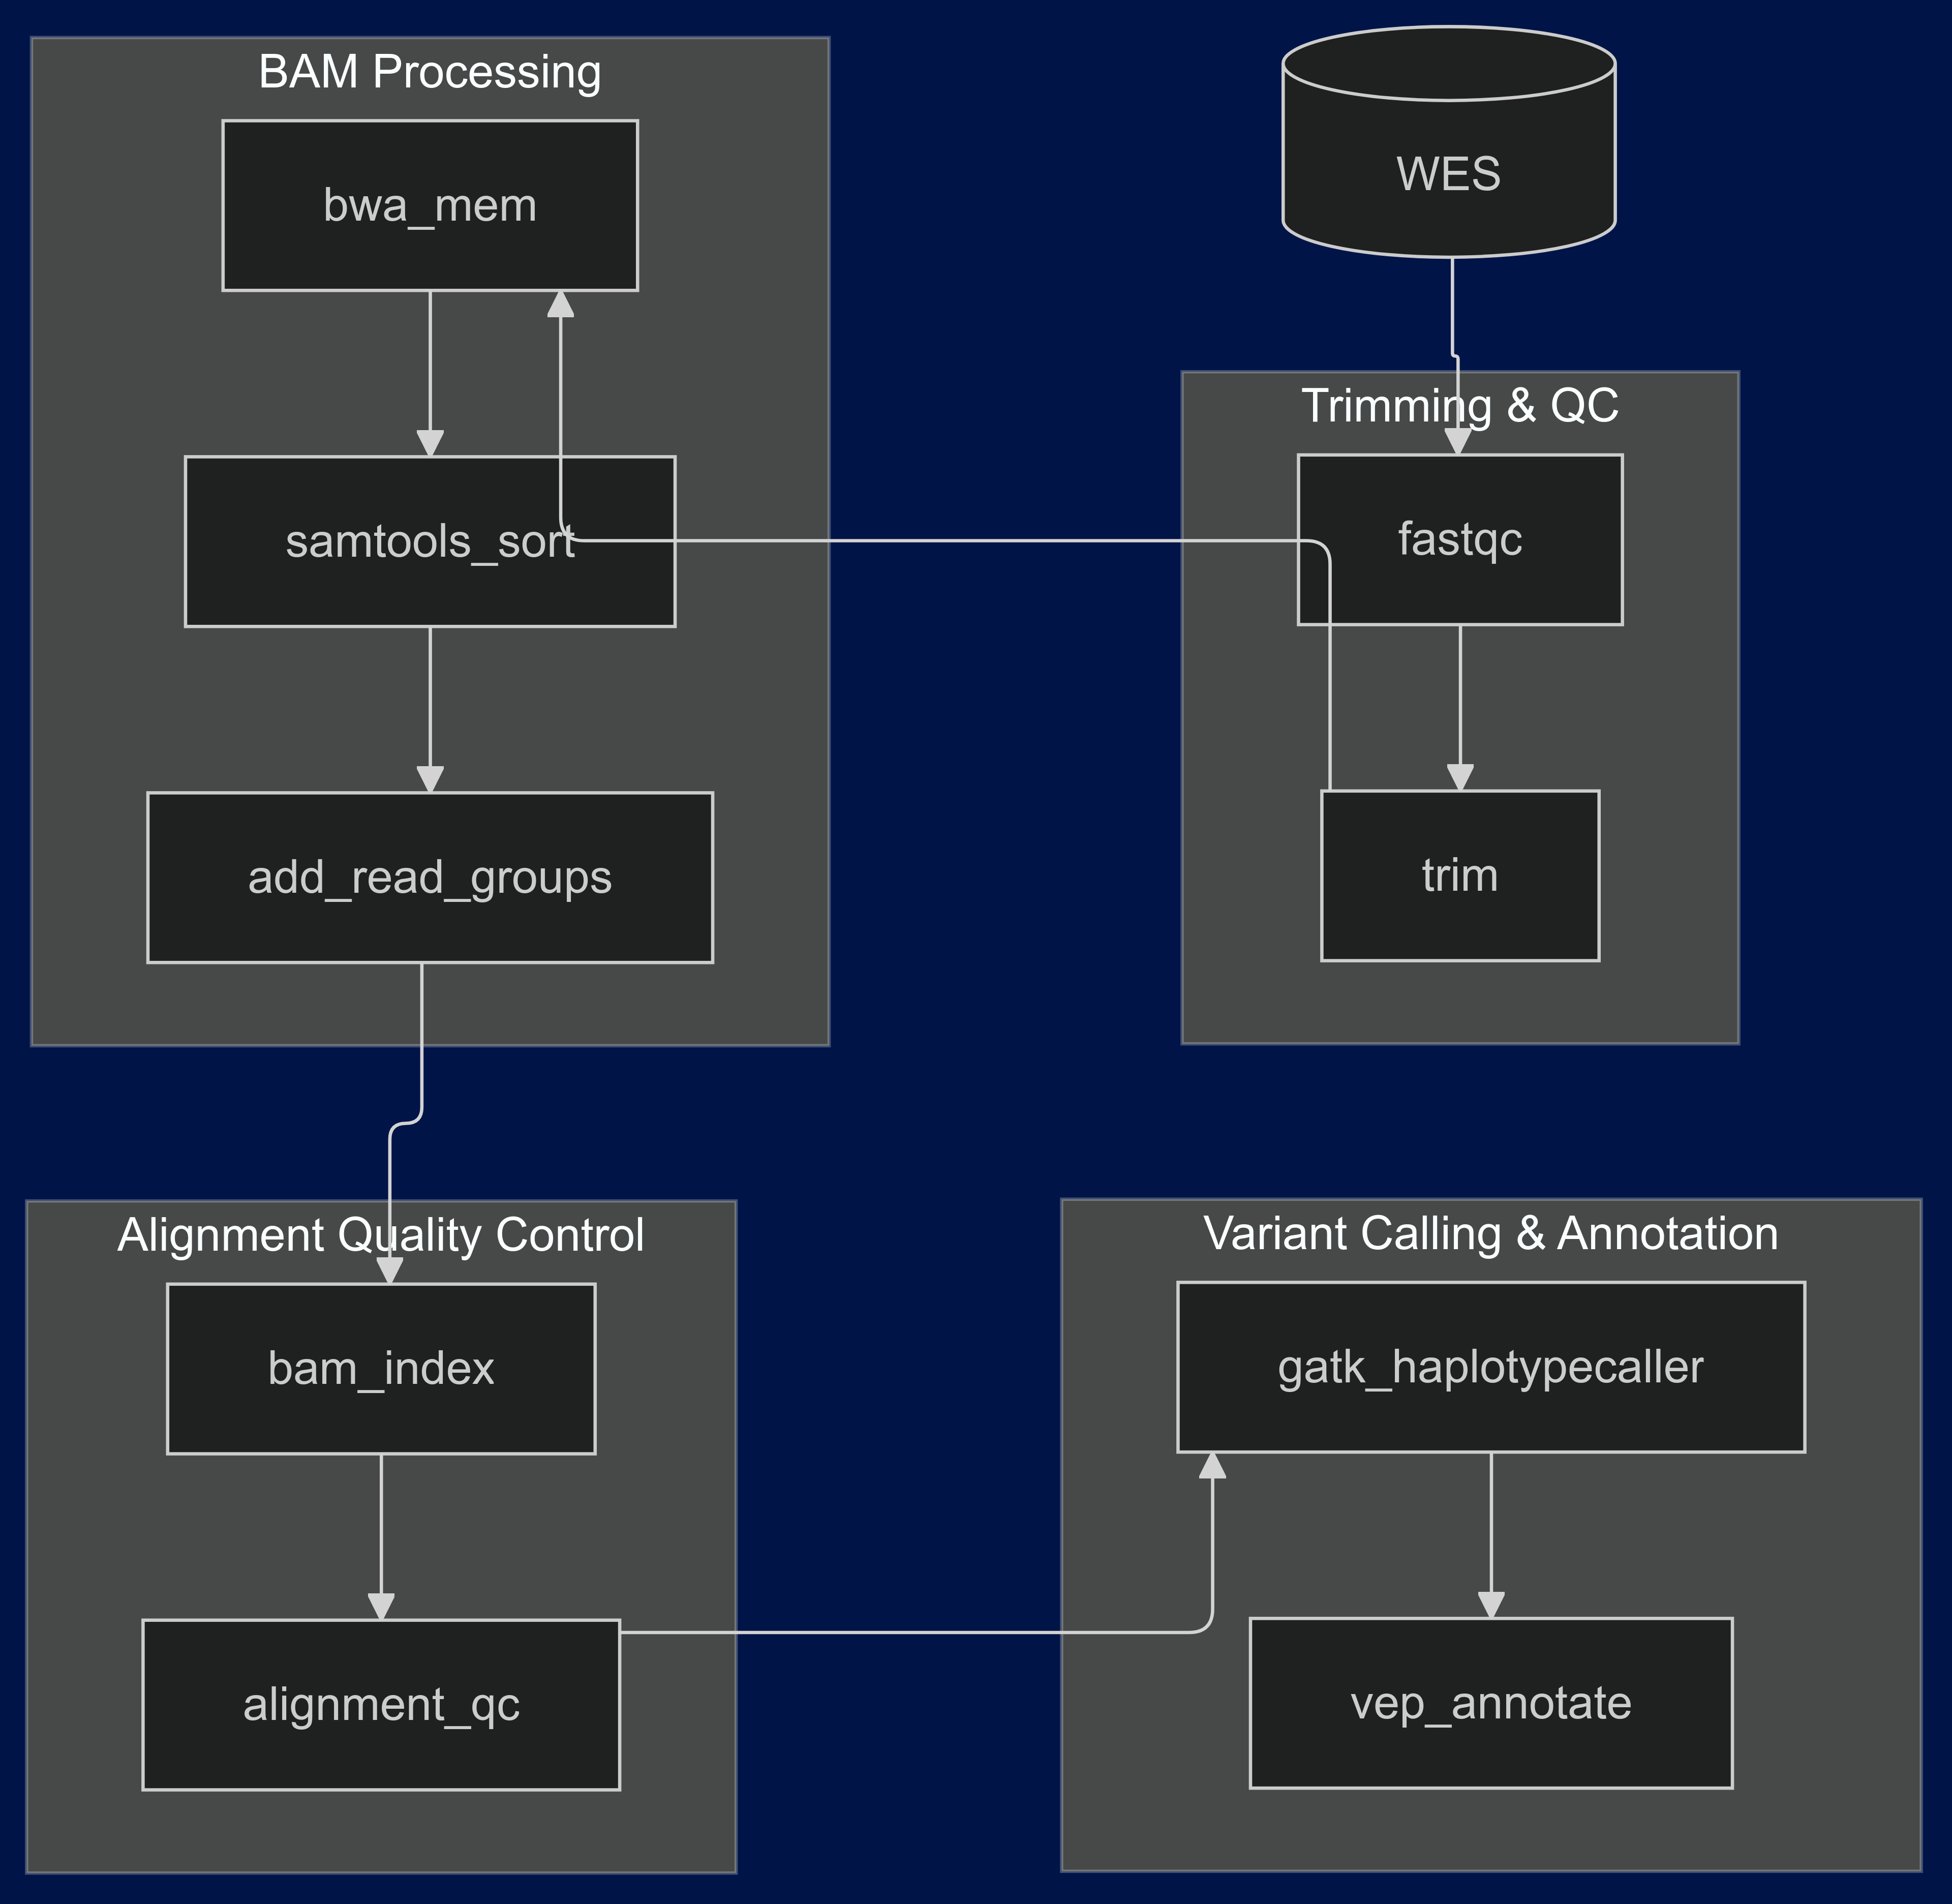 BAM Processing
bwa_mem
samtools_sort
add_read_groups
WES
Trimming & QC
fastqc
trim
Alignment Quality Control
bam_index
alignment_qc
Variant Calling & Annotation
gatk_haplotypecaller
vep_annotate